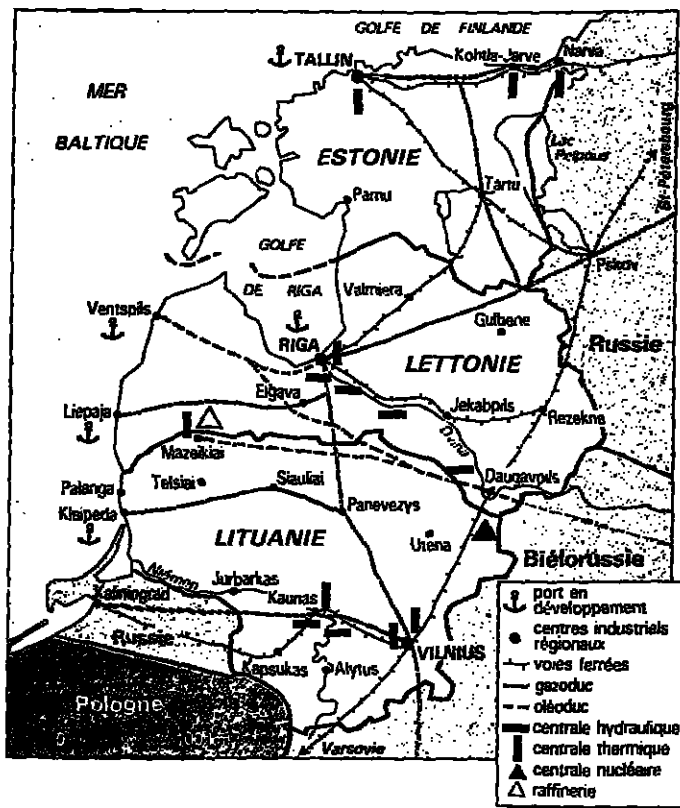 GOLFE DE FINLANDE
TALLIN
Kohtla-Jarve
Narva
MER
BALTIQUE
ESTONIE
Lac
Peïpous
St-Petersbourg
Tartu
Parnu
GOLFE
DE RIGA
Pskov
Valmiera
Ventspils
Gulbene
RIGA
Russie
LETTONIE
Elgava
Liepaja
Jekabpils
Rezekne
Dvina
Mazeikiai
Telsiai
Siauliai
Daugavpils
Palanga
Klaipeda
Panevezys
LITUANIE
Utena
Biélorussie
Niémen
Jurbarkas
Kaliningrad
Kaunas
Russie
VILNIUS
Kapsukas
Alytus
Pologne
Varsovie
port en
développement
centres industriels
régionaux
voies ferrées
gazoduc
oléoduc
centrale hydraulique
centrale thermique
centrale nucléaire
raffinerie